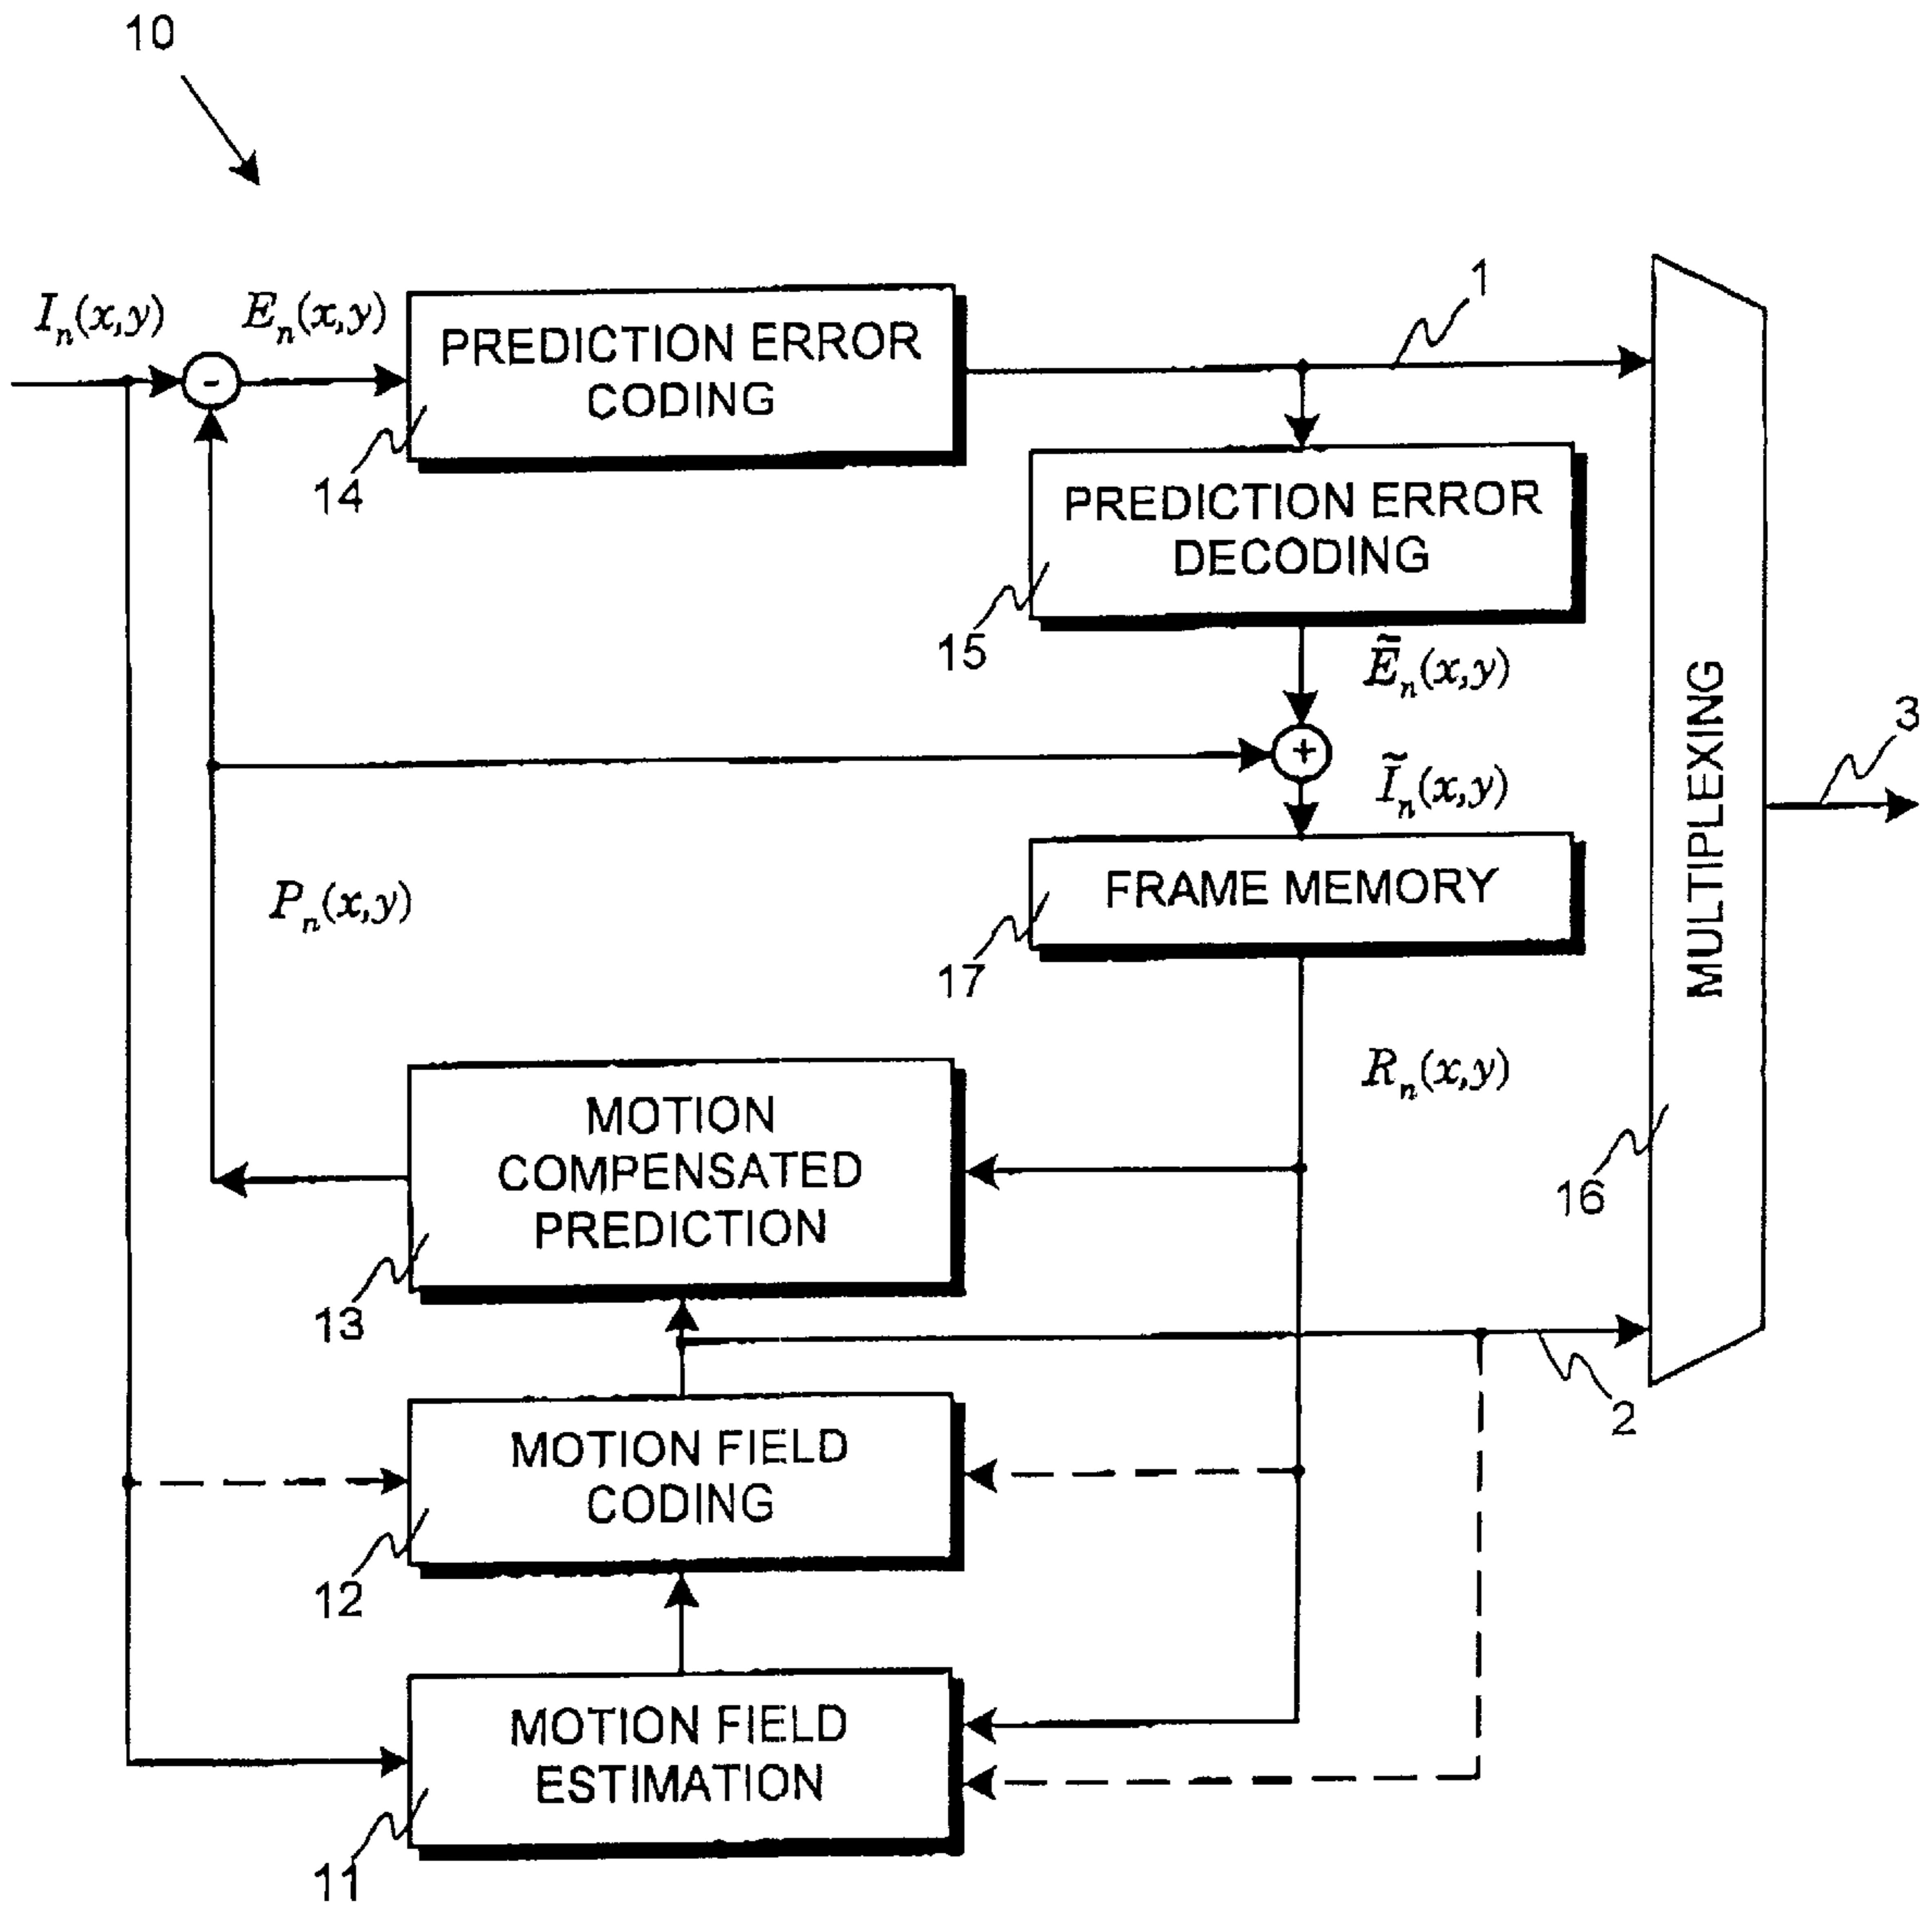 10
Iₙ(x,y)
Eₙ(x,y)
PREDICTION ERROR
CODING
14
1
PREDICTION ERROR
DECODING
15
Ẽₙ(x,y)
+
-
Ĩₙ(x,y)
3
MULTIPLEXING
Pₙ(x,y)
FRAME MEMORY
17
Rₙ(x,y)
MOTION
COMPENSATED
PREDICTION
13
16
2
MOTION FIELD
CODING
12
MOTION FIELD
ESTIMATION
11